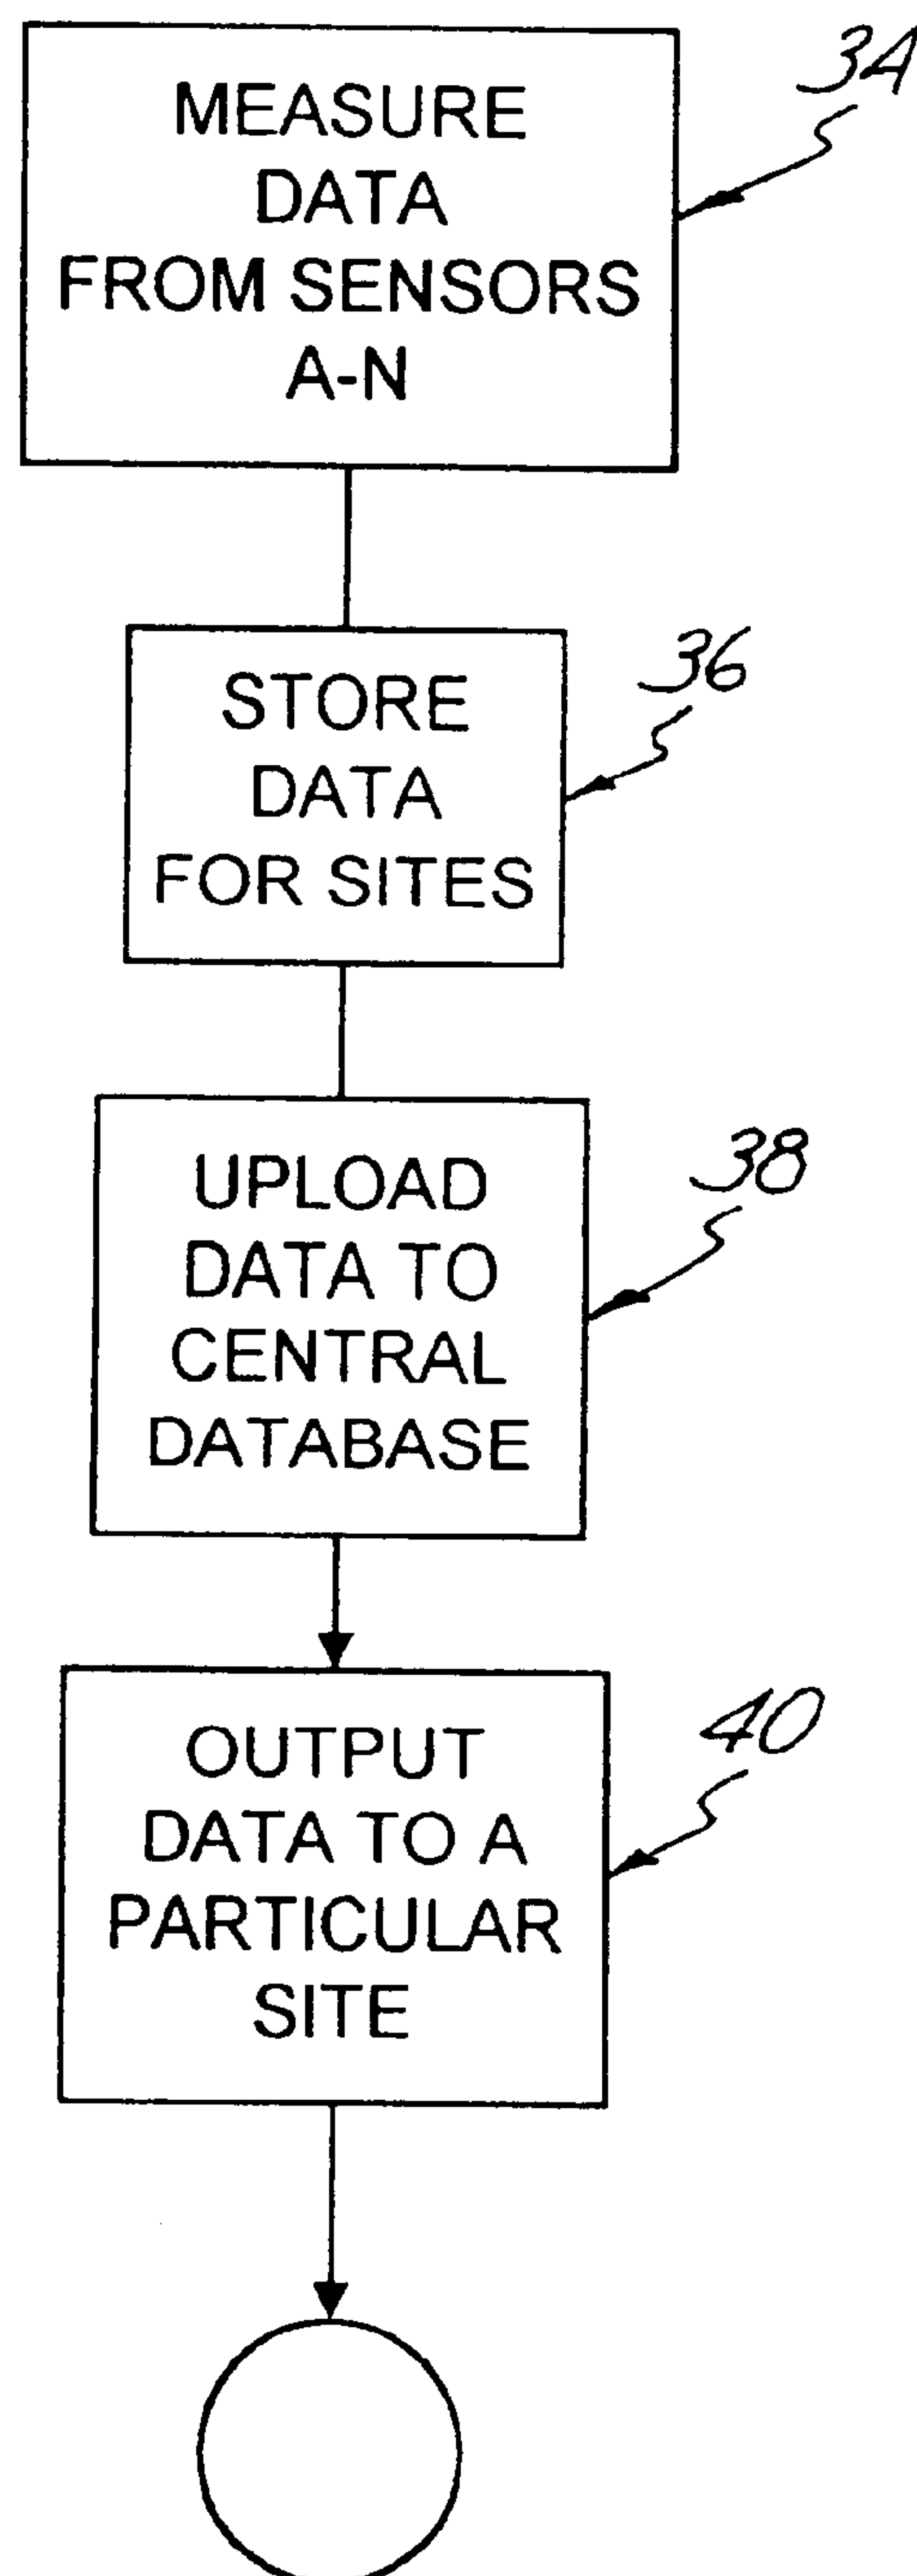 MEASURE
DATA
FROM SENSORS
A-N
34
STORE
DATA
FOR SITES
36
UPLOAD
DATA TO
CENTRAL
DATABASE
38
OUTPUT
DATA TO A
PARTICULAR
SITE
40